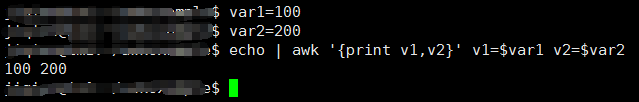 $ var1=100
$ var2=200
$ echo | awk '{print v1,v2}' v1=$var1 v2=$var2
100 200
$